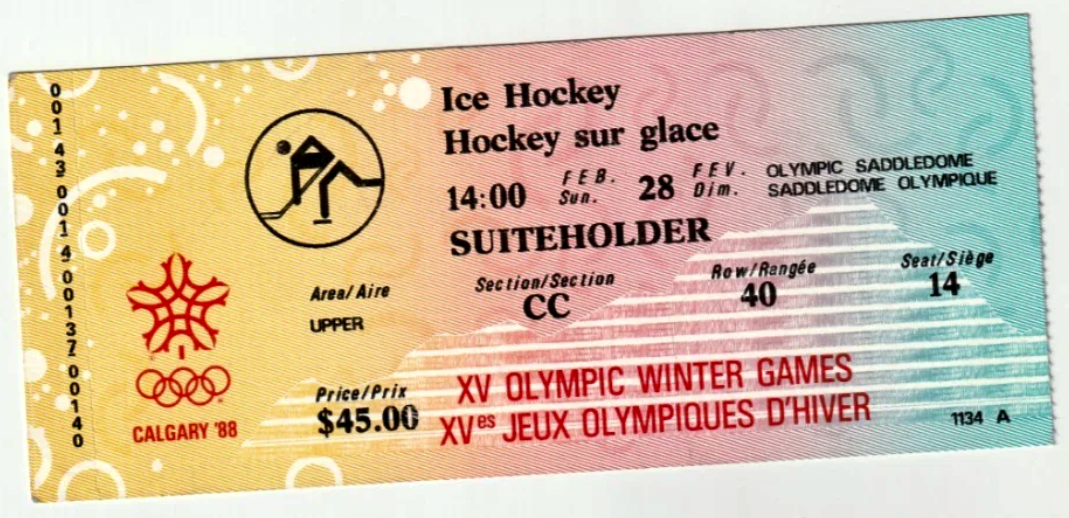 0014300140013700140
Ice Hockey
Hockey sur glace
14:00 FEB. Sun. 28 FEV. Dim. OLYMPIC SADDLEDOME
SADDLEDOME OLYMPIQUE
SUITEHOLDER
Area/Aire
UPPER
Section/Section
CC
Row/Rangée
40
Seat/Siège
14
Price/Prix
$45.00
XV OLYMPIC WINTER GAMES
XVes JEUX OLYMPIQUES D'HIVER
CALGARY '88
1134 A